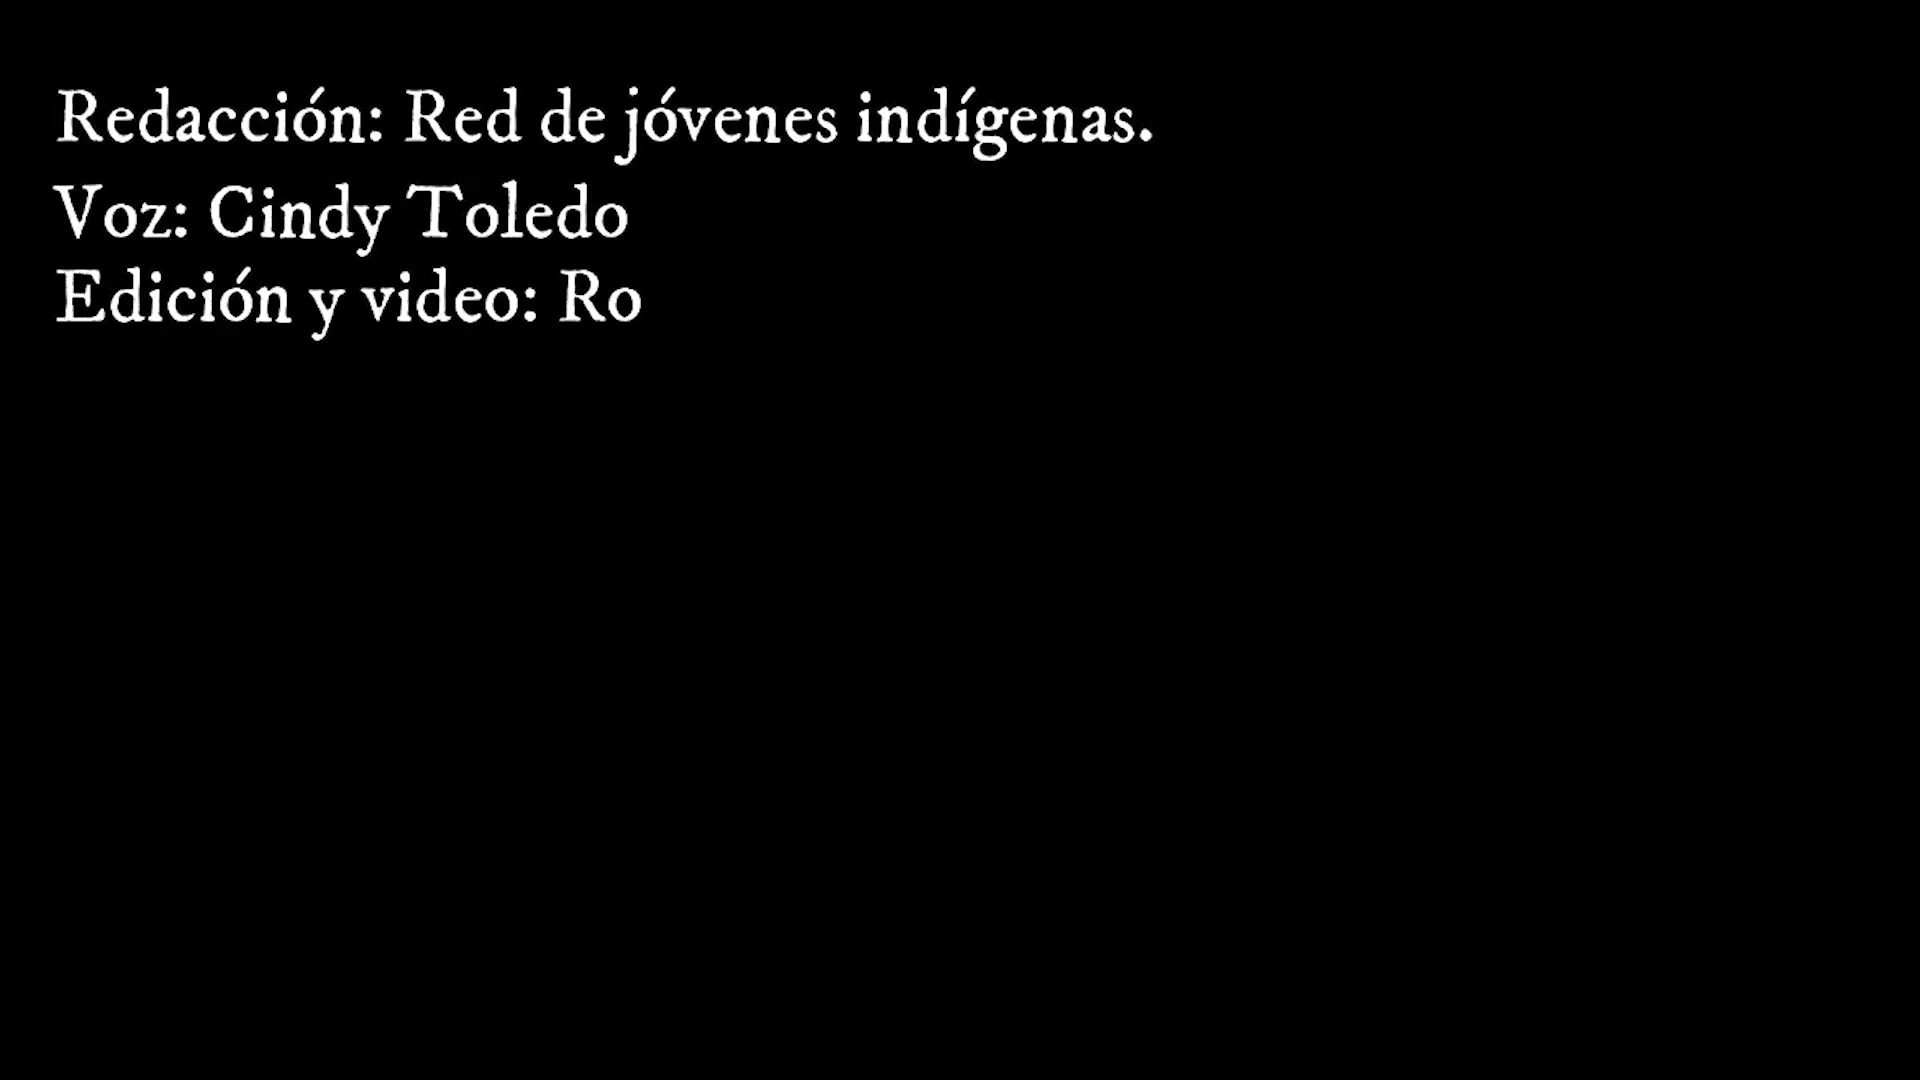 Redacción: Red de jóvenes indígenas.
Voz: Cindy Toledo
Edición y video: Ro